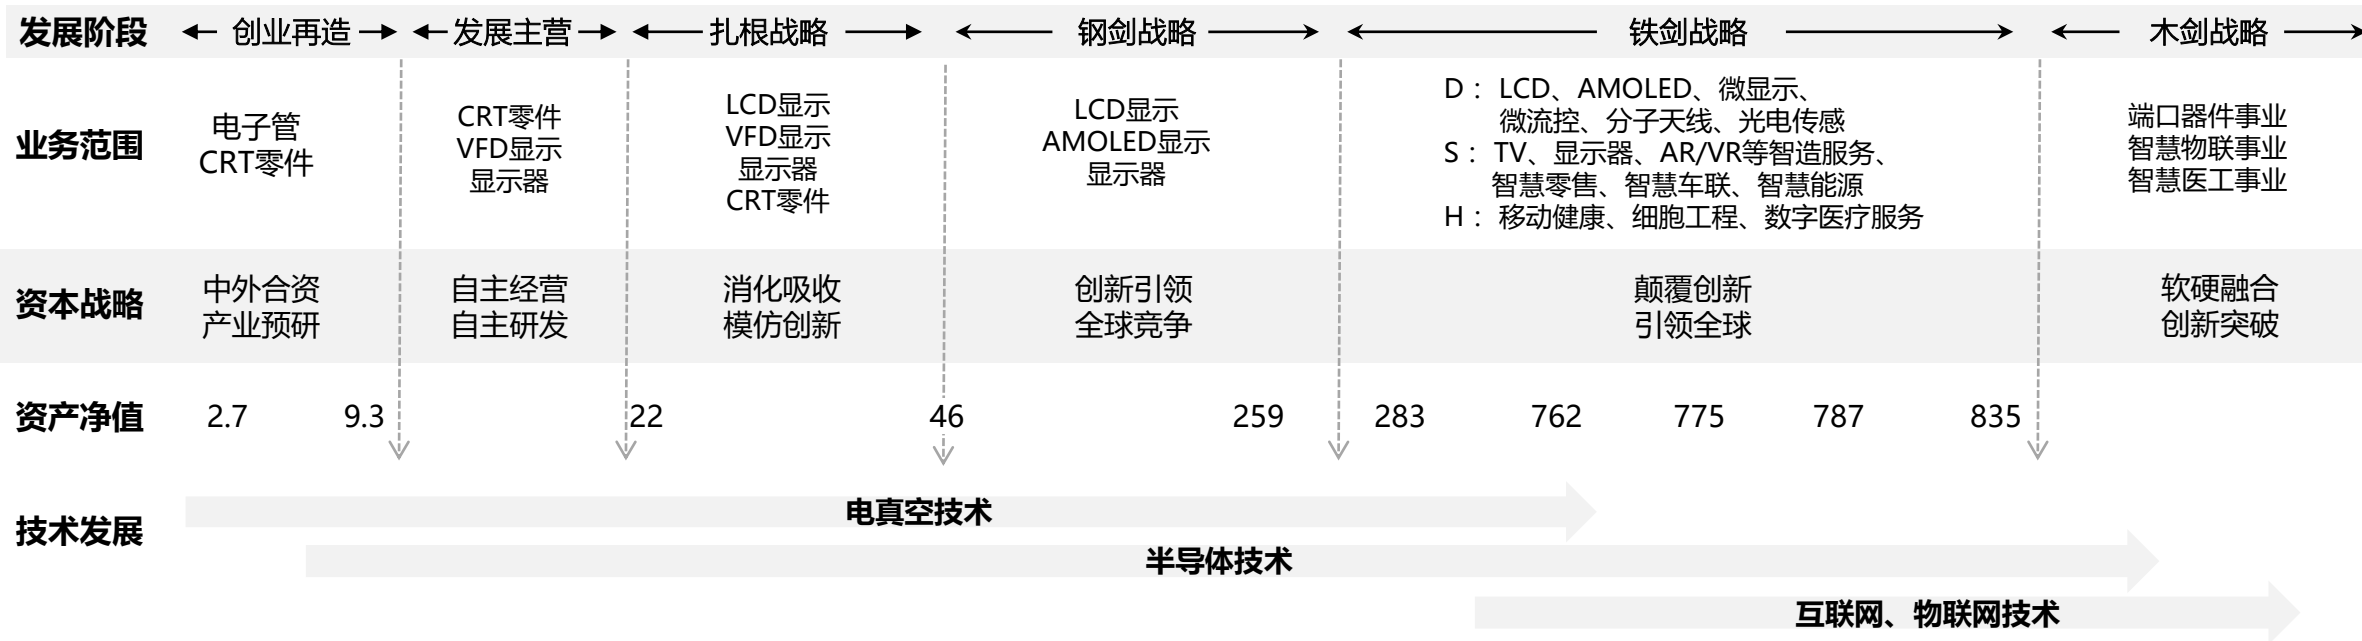 发展阶段 创业再造 发展主营 扎根战略 钢剑战略 铁剑战略 木剑战略
业务范围
电子管
CRT零件
CRT零件
VFD显示
显示器
LCD显示
VFD显示
显示器
CRT零件
LCD显示
AMOLED显示
显示器
D： LCD、AMOLED、微显示、
微流控、分子天线、光电传感
S： TV、显示器、AR/VR等智造服务、
智慧零售、智慧车联、智慧能源
H： 移动健康、细胞工程、数字医疗服务
端口器件事业
智慧物联事业
智慧医工事业
资本战略
中外合资
产业预研
自主经营
自主研发
消化吸收
模仿创新
创新引领
全球竞争
颠覆创新
引领全球
软硬融合
创新突破
资产净值 2.7 9.3 22 46 259 283 762 775 787 835
技术发展
电真空技术
半导体技术
互联网、物联网技术